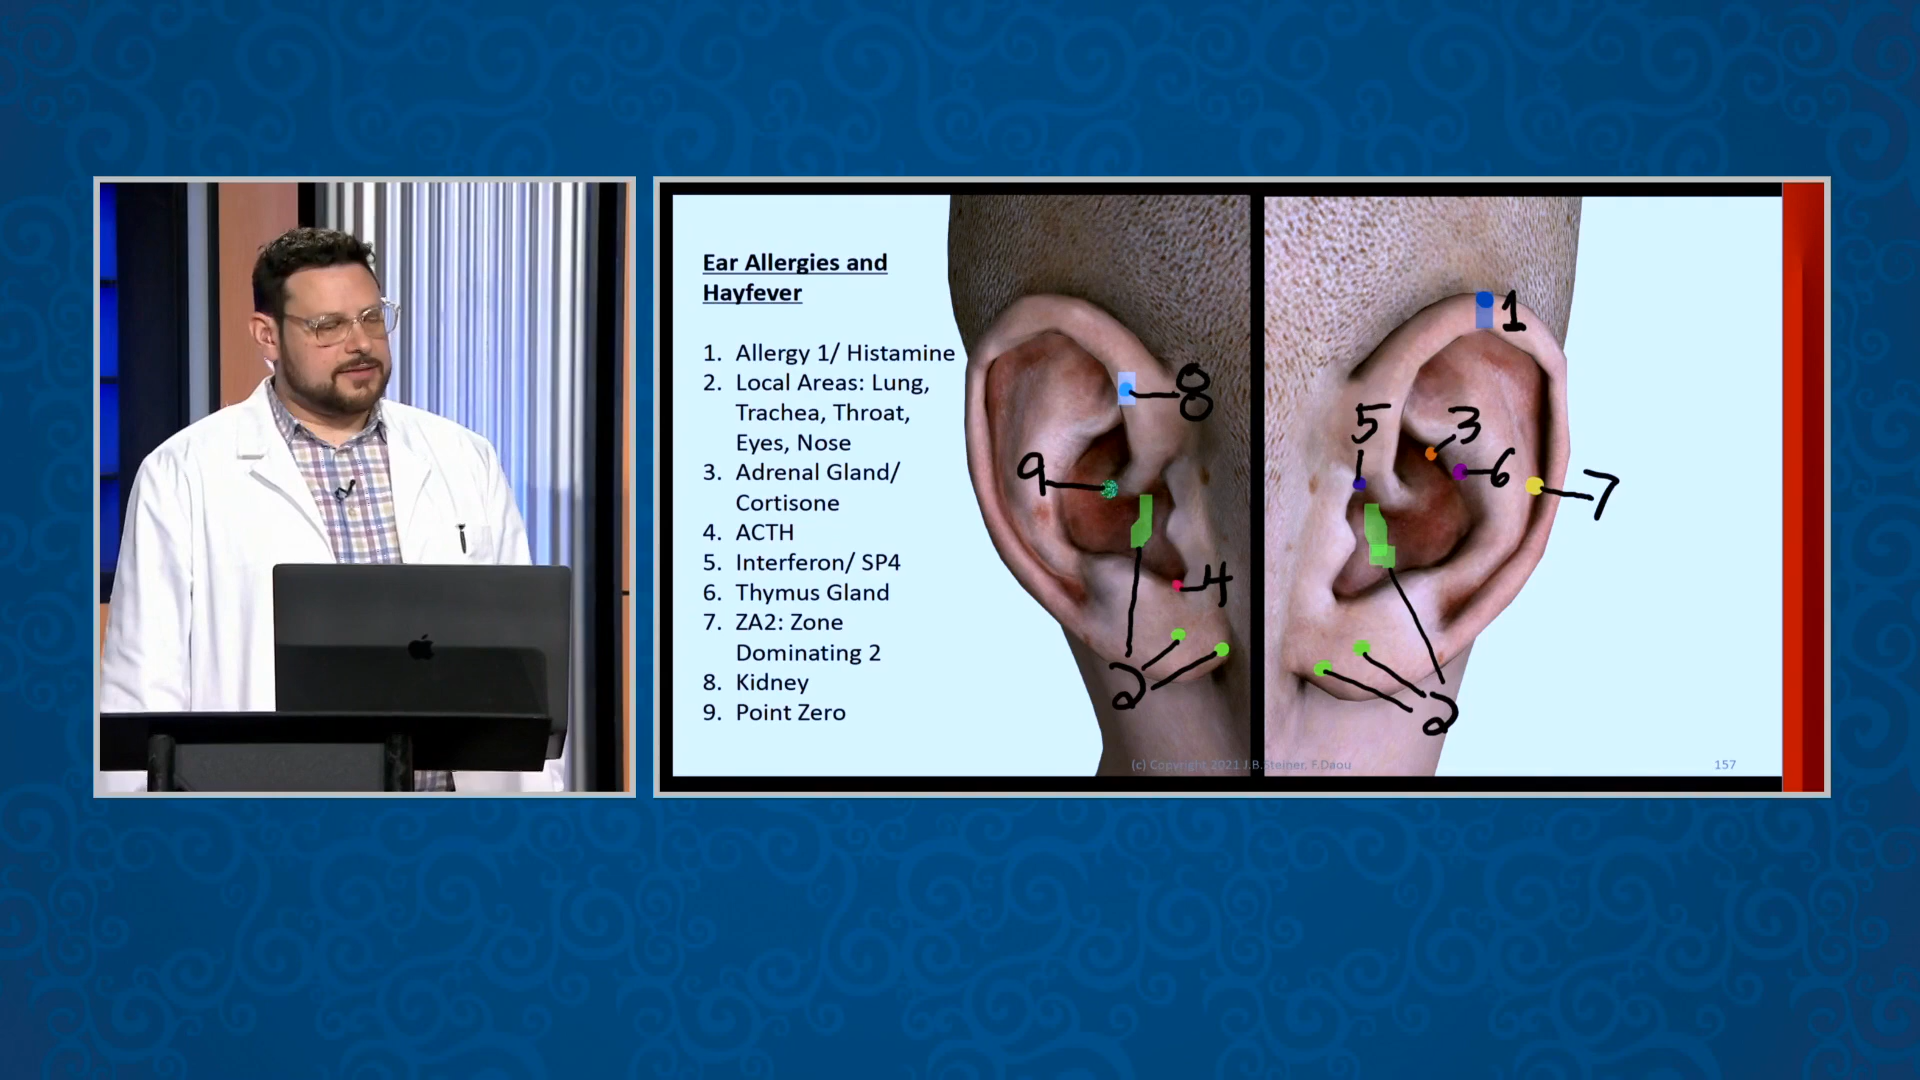 Ear Allergies and
Hayfever
1. Allergy 1/ Histamine
2. Local Areas: Lung,
Trachea, Throat,
Eyes, Nose
3. Adrenal Gland/
Cortisone
4. ACTH
5. Interferon/ SP4
6. Thymus Gland
7. ZA2: Zone
Dominating 2
8. Kidney
9. Point Zero
8
9
4
2
1
5
3
6
7
2
(c) Copyright 2021 J.B.Steiner, F.Daou
157